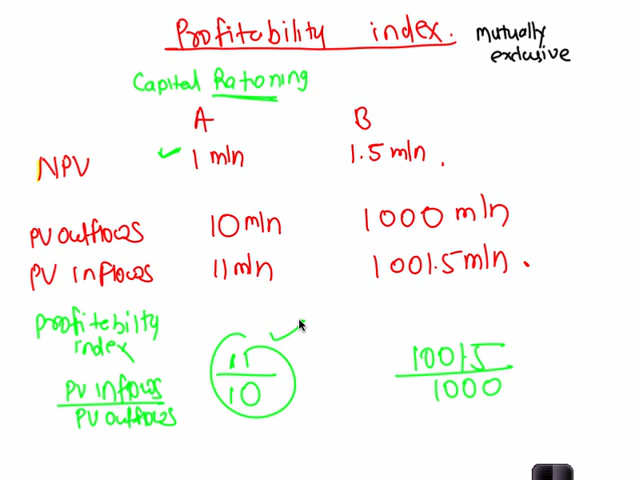 Profitability index.
mutually
exclusive
Capital Rationing
A B
NPV 1 mln 1.5 mln.
PV outflows 10 mln 1000 mln
PV inflows 11 mln 1001.5 mln.
Profitebility
index
11
10
PV inflows
PV outflows
1001.5
1000